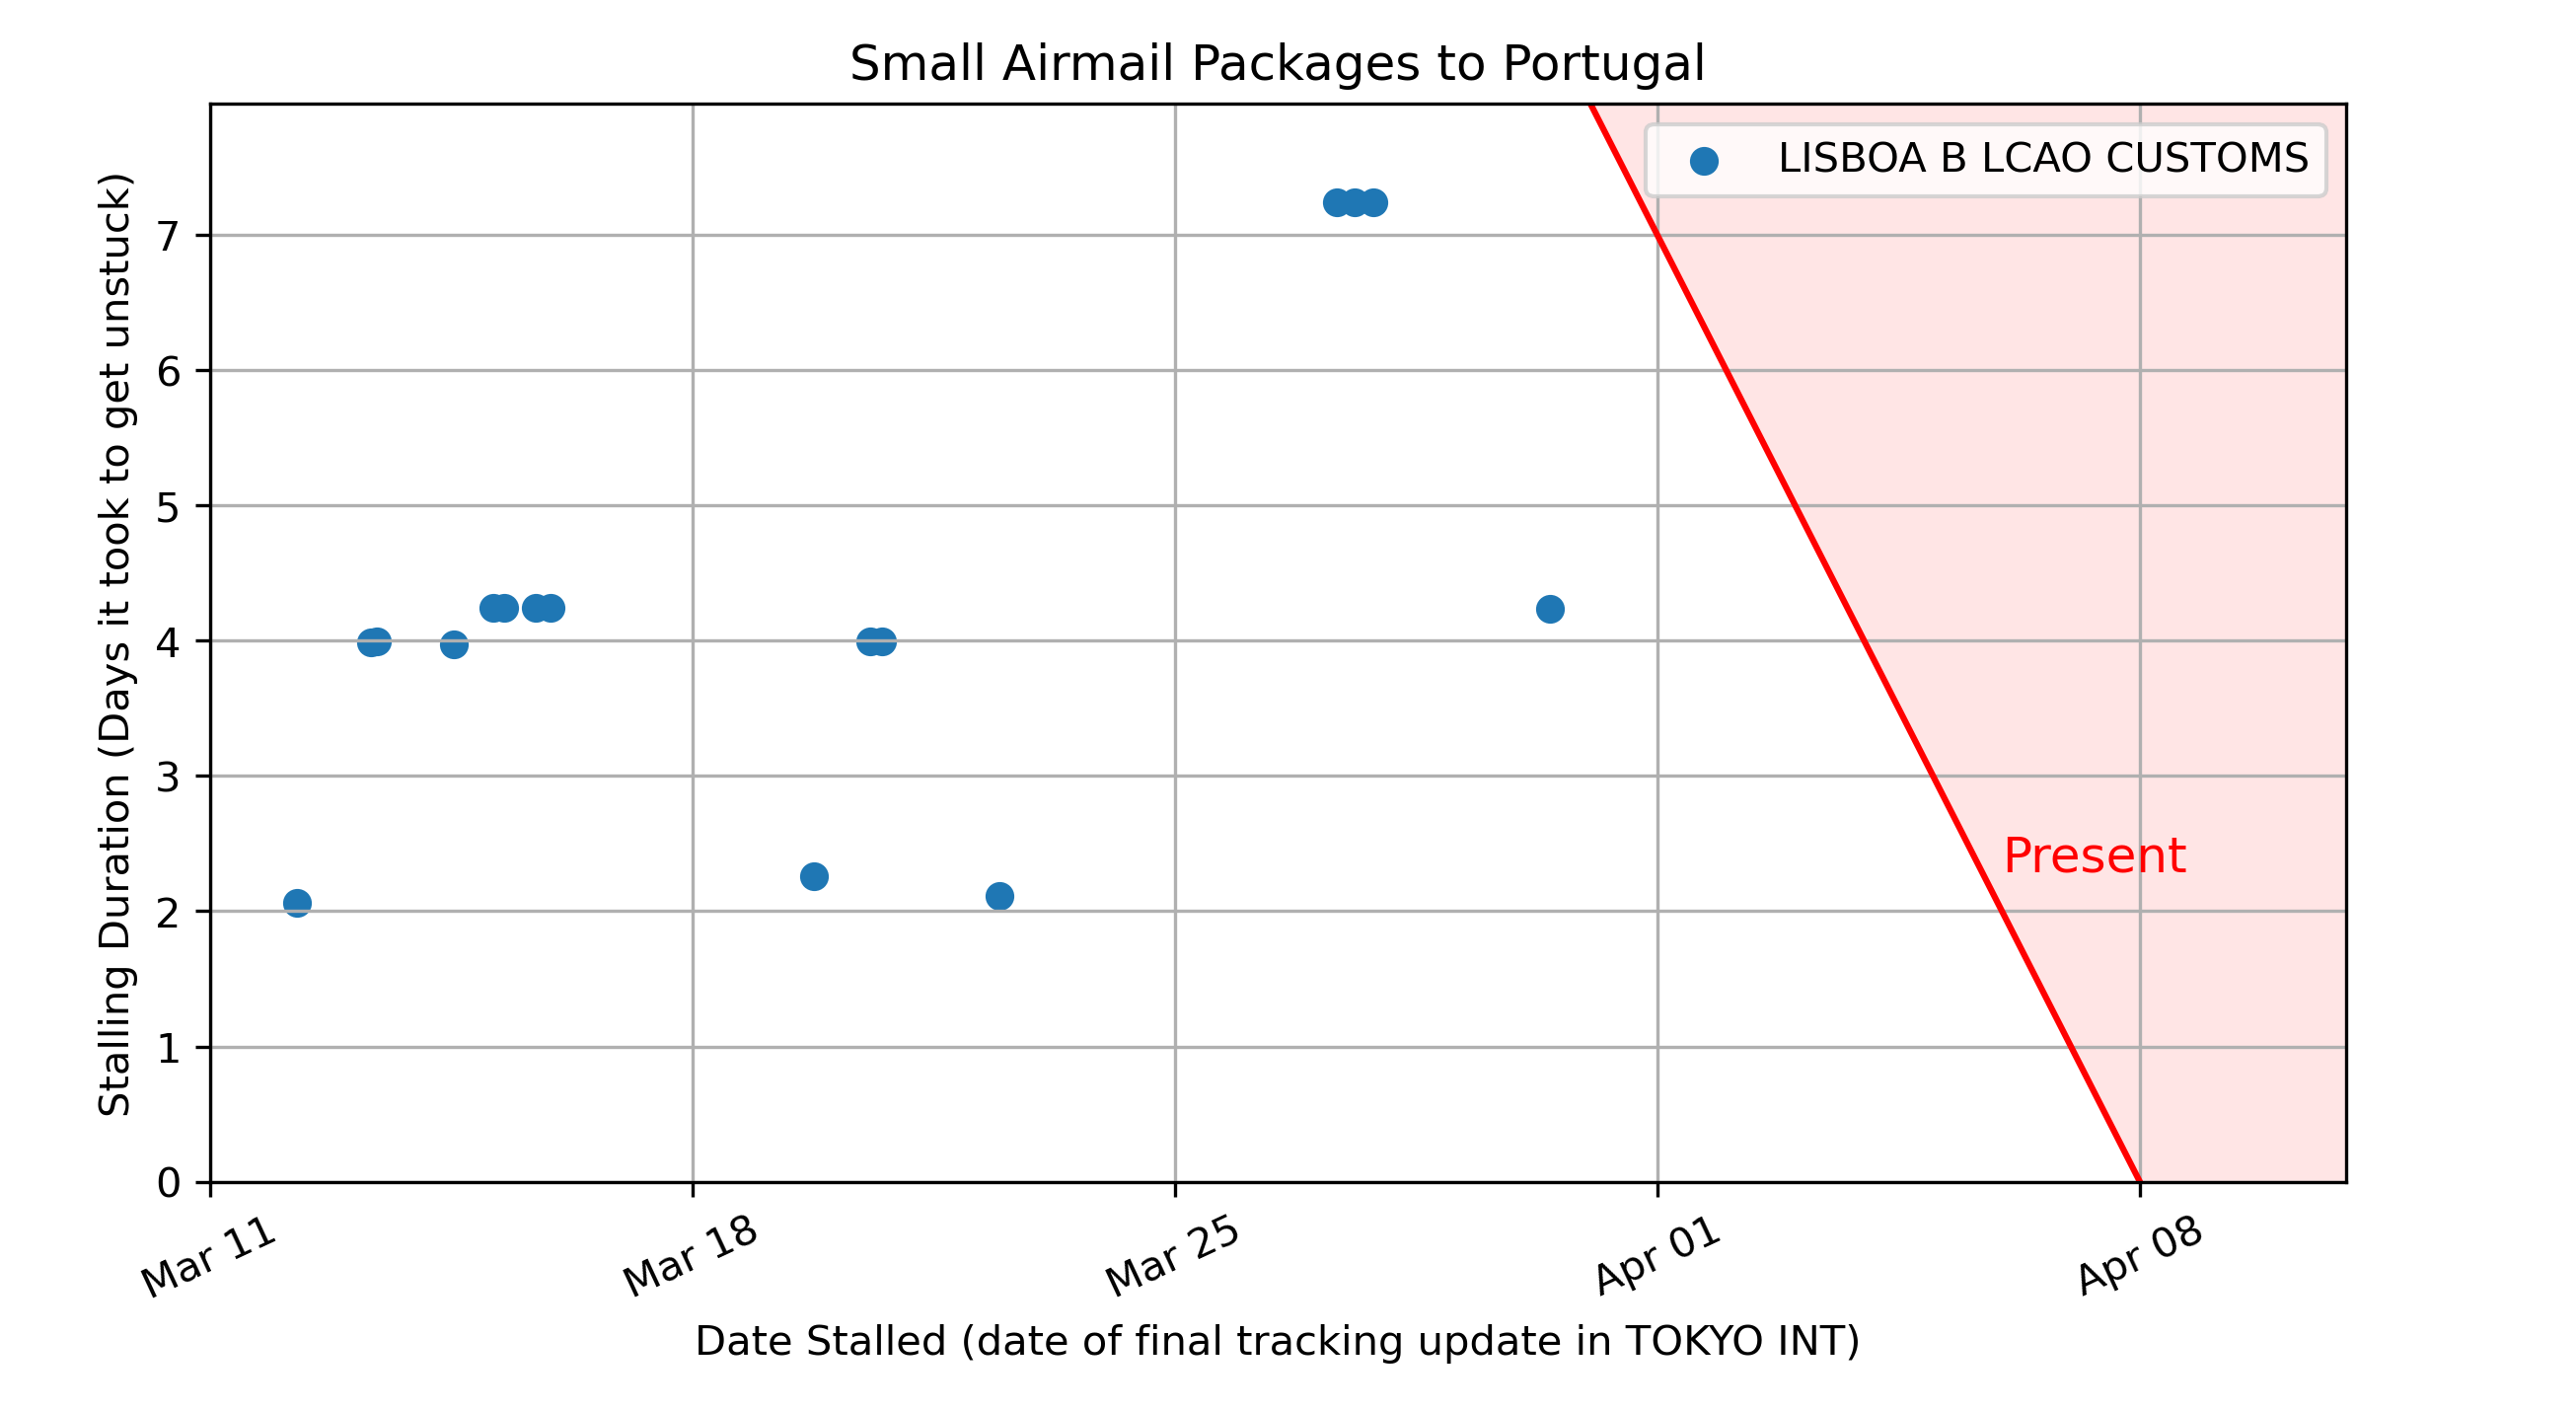 Small Airmail Packages to Portugal
LISBOA B LCAO CUSTOMS
Stalling Duration (Days it took to get unstuck)
7
6
5
4
3
2
1
0
Present
Mar 11
Mar 18
Mar 25
Apr 01
Apr 08
Date Stalled (date of final tracking update in TOKYO INT)